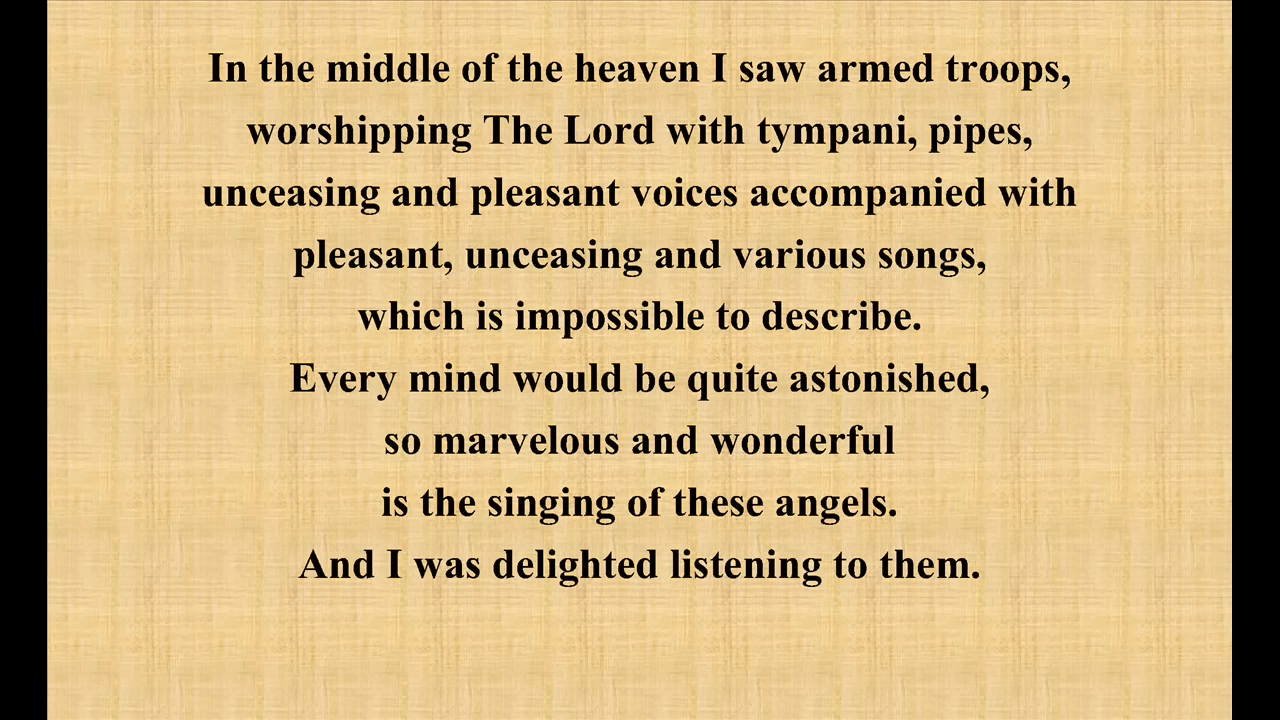 In the middle of the heaven I saw armed troops,
worshipping The Lord with tympani, pipes,
unceasing and pleasant voices accompanied with
pleasant, unceasing and various songs,
which is impossible to describe.
Every mind would be quite astonished,
so marvelous and wonderful
is the singing of these angels.
And I was delighted listening to them.